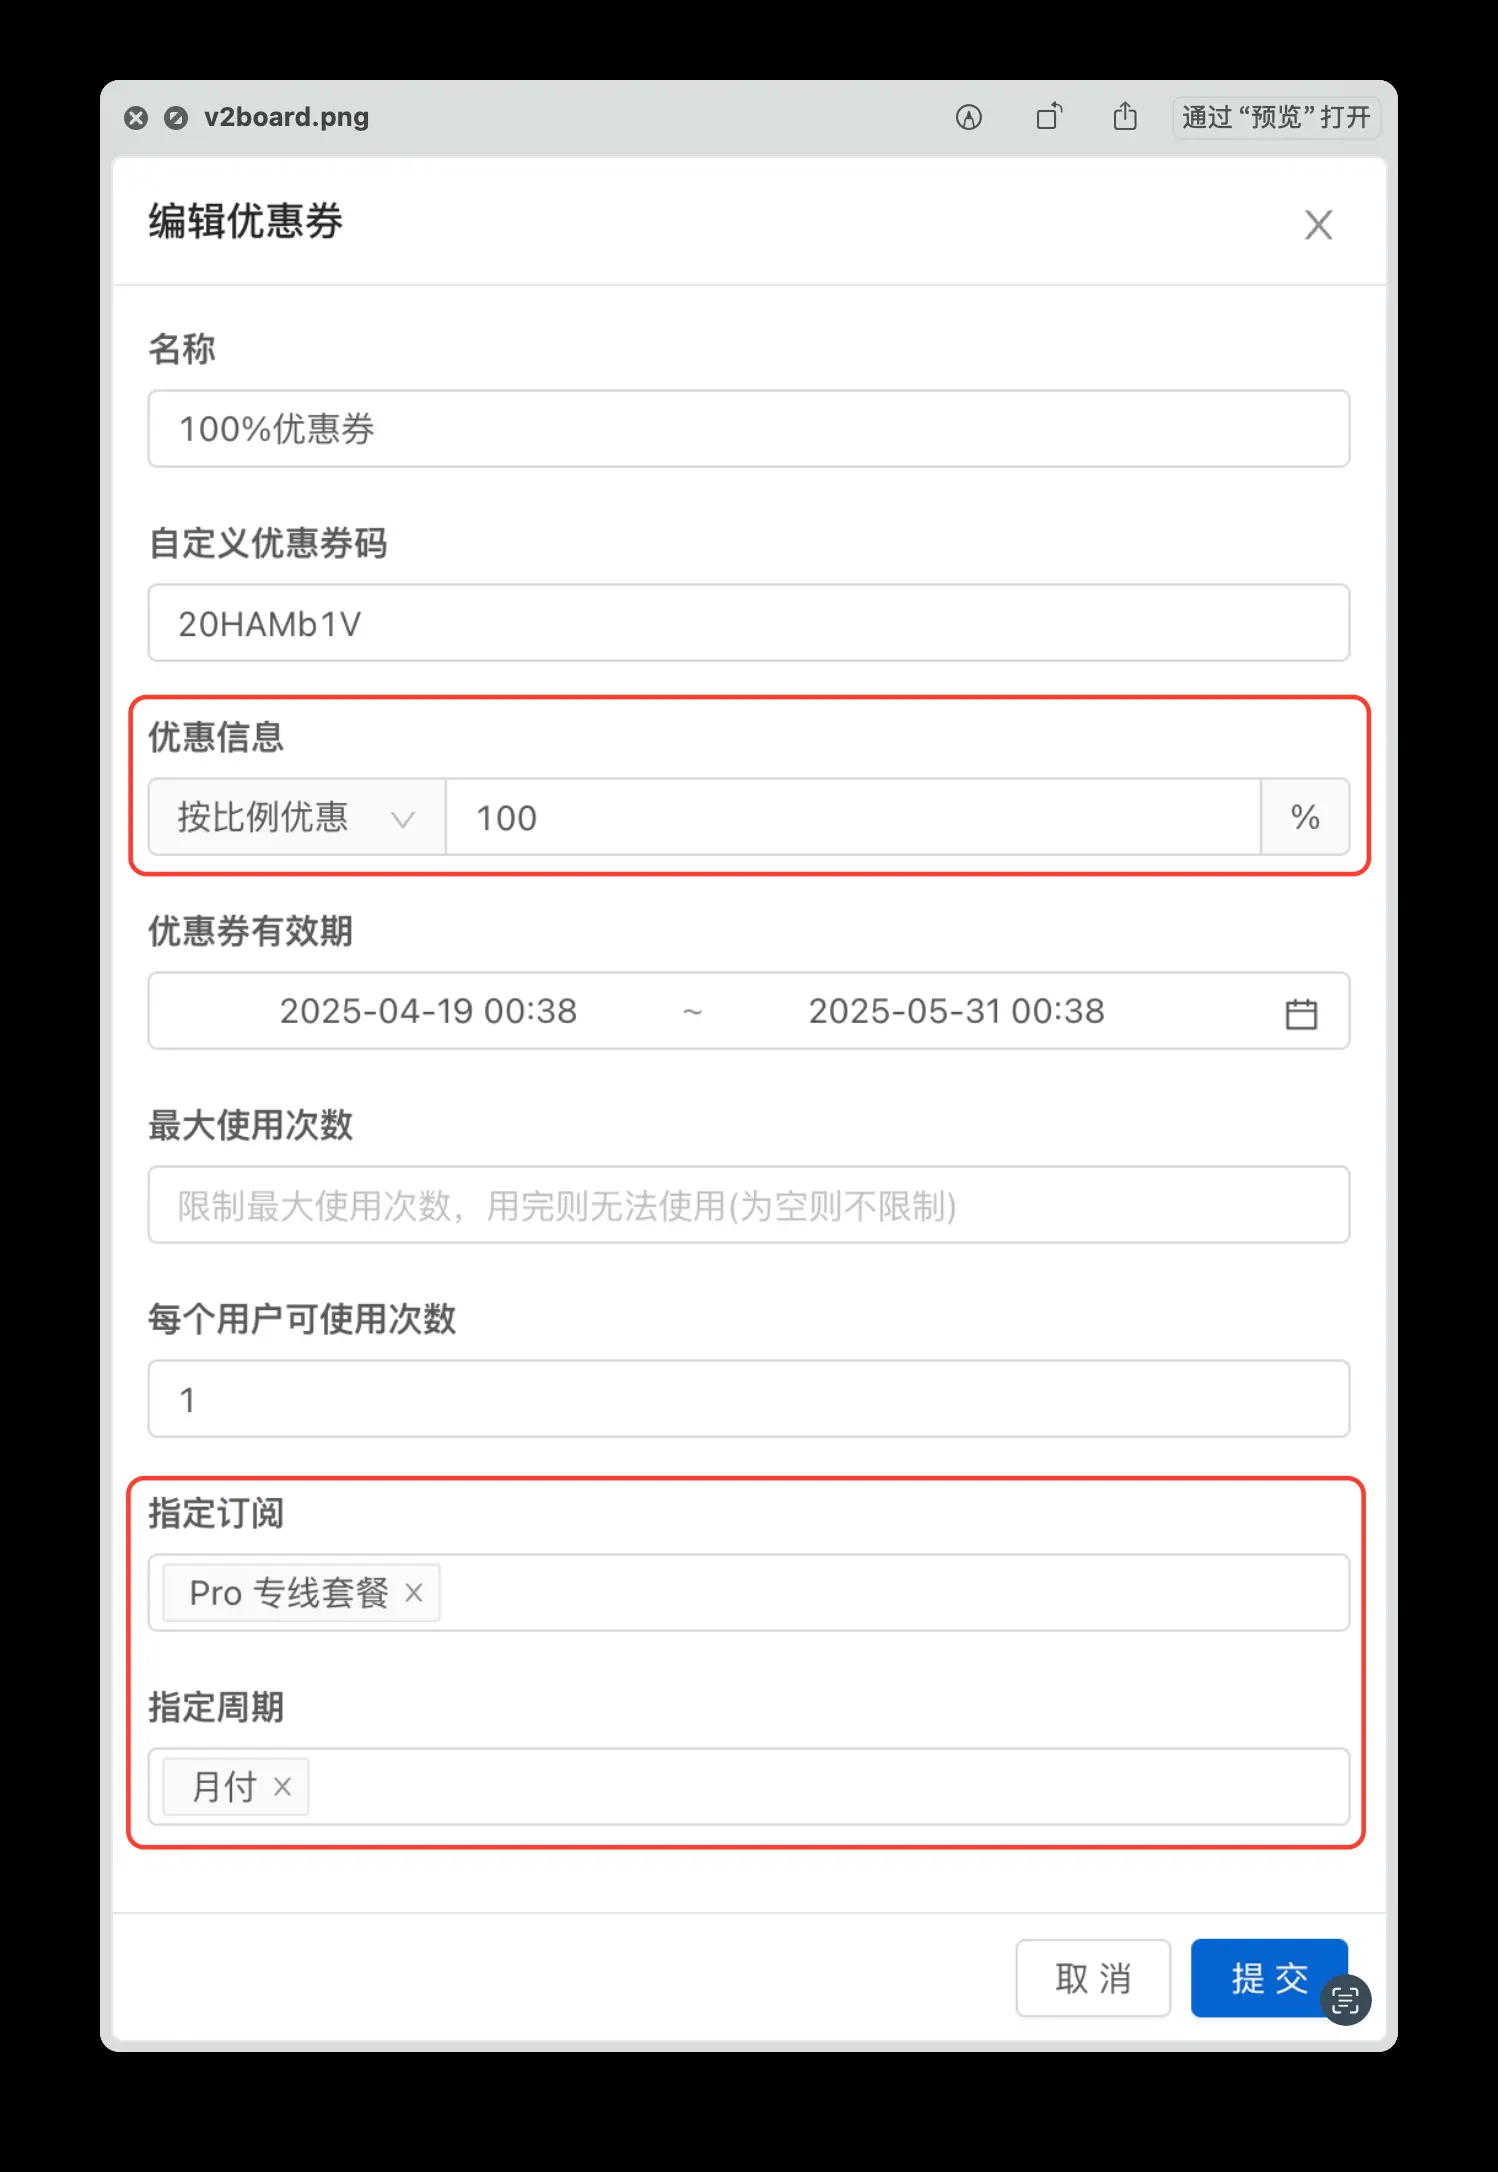 v2board.png
通过“预览”打开
编辑优惠券
名称
100%优惠券
自定义优惠券码
20HAMb1V
优惠信息
按比例优惠 100 %
优惠券有效期
2025-04-19 00:38 ~ 2025-05-31 00:38
最大使用次数
限制最大使用次数，用完则无法使用(为空则不限制)
每个用户可使用次数
1
指定订阅
Pro 专线套餐
指定周期
月付
取 消 提 交